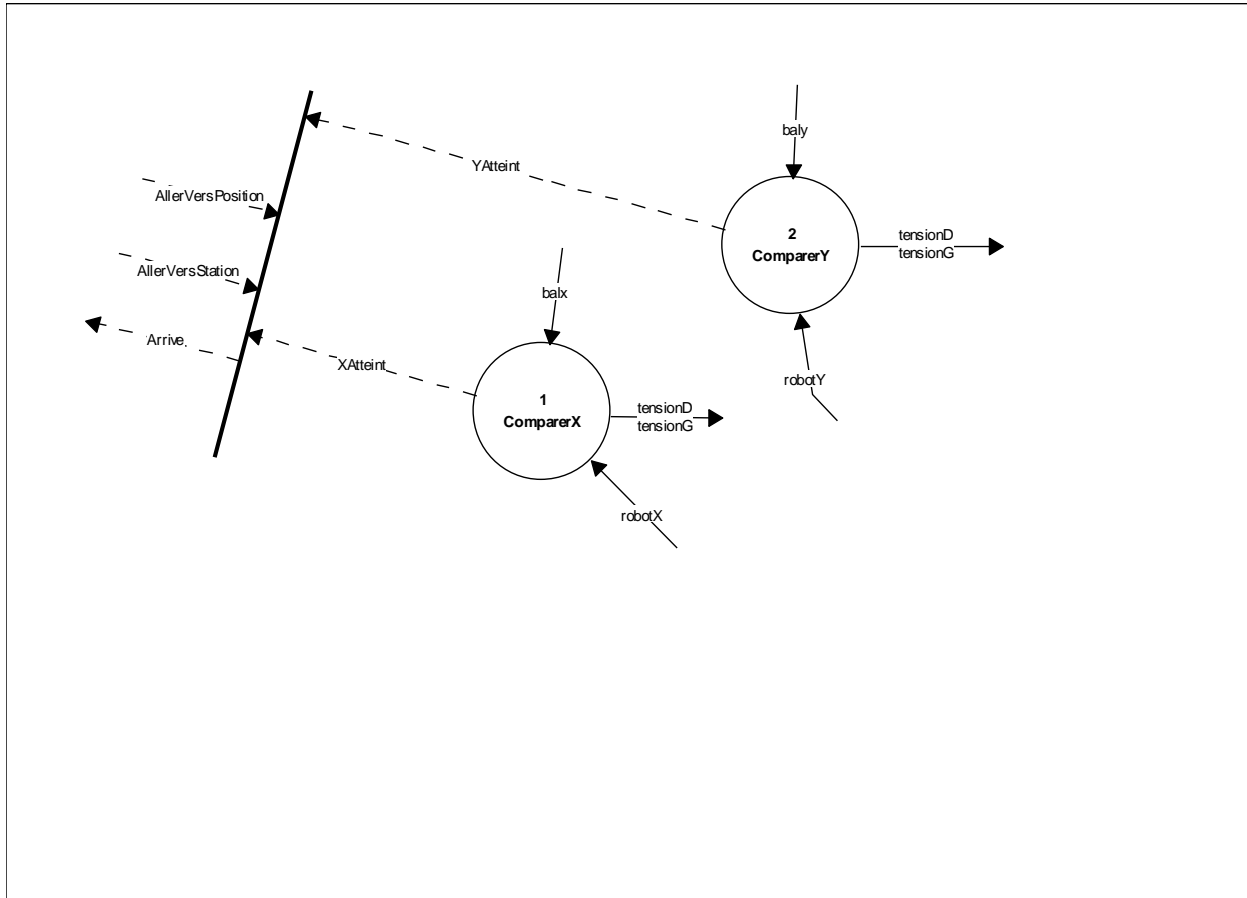 baly
YAtteint
AllerVersPosition
2
ComparerY
tensionD
tensionG
AllerVersStation
balx
Arrive
XAtteint
robotY
1
ComparerX
tensionD
tensionG
robotX